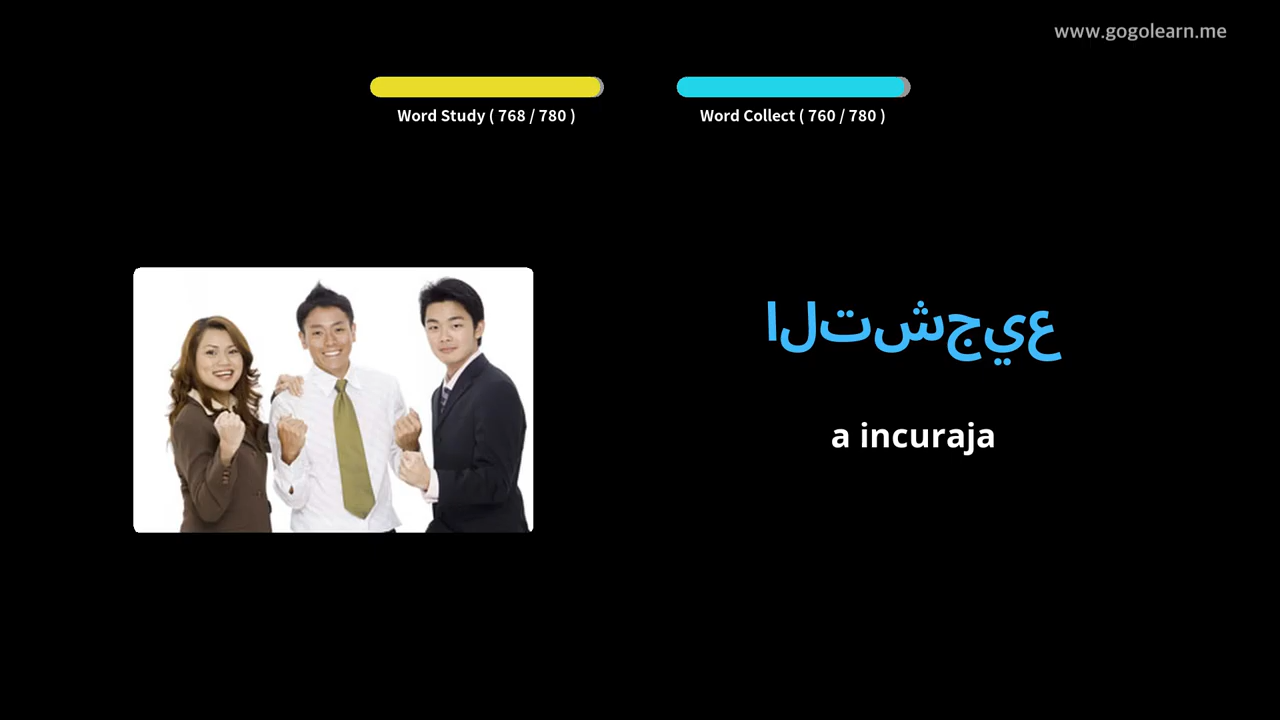 www.gogolearn.me
Word Study ( 768 / 780 )
Word Collect ( 760 / 780 )
التشجيع
a incuraja